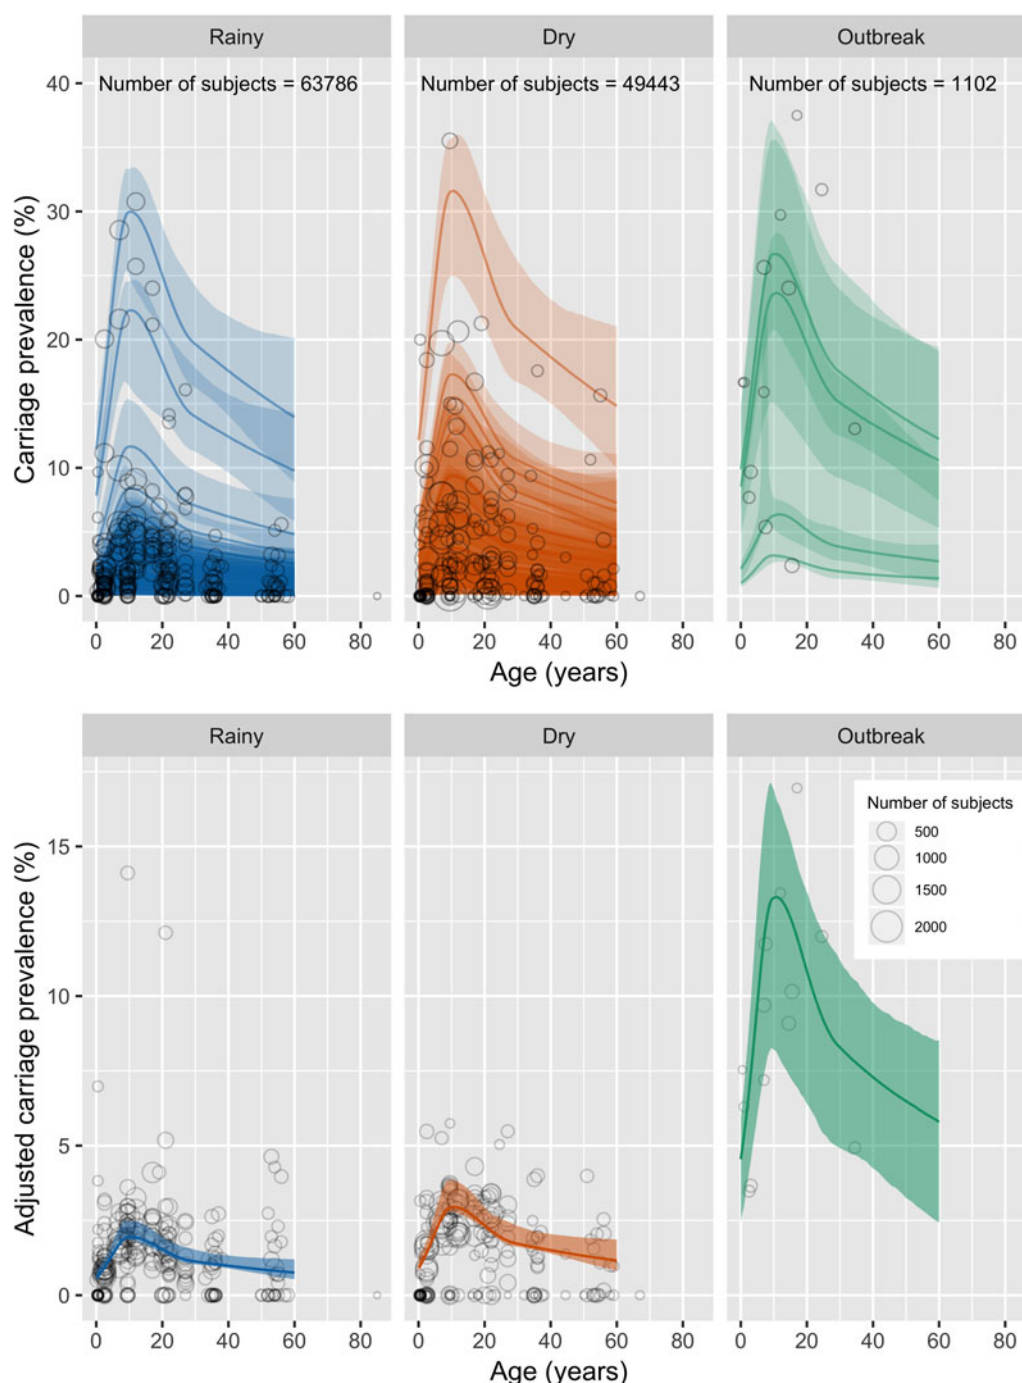 Rainy Dry Outbreak
Number of subjects = 63786 Number of subjects = 49443 Number of subjects = 1102
Carriage prevalence (%)
40
30
20
10
0
0 20 40 60 80 0 20 40 60 80 0 20 40 60 80
Age (years)
Rainy Dry Outbreak
Adjusted carriage prevalence (%)
15
10
5
0
Number of subjects
500
1000
1500
2000
0 20 40 60 80 0 20 40 60 80 0 20 40 60 80
Age (years)